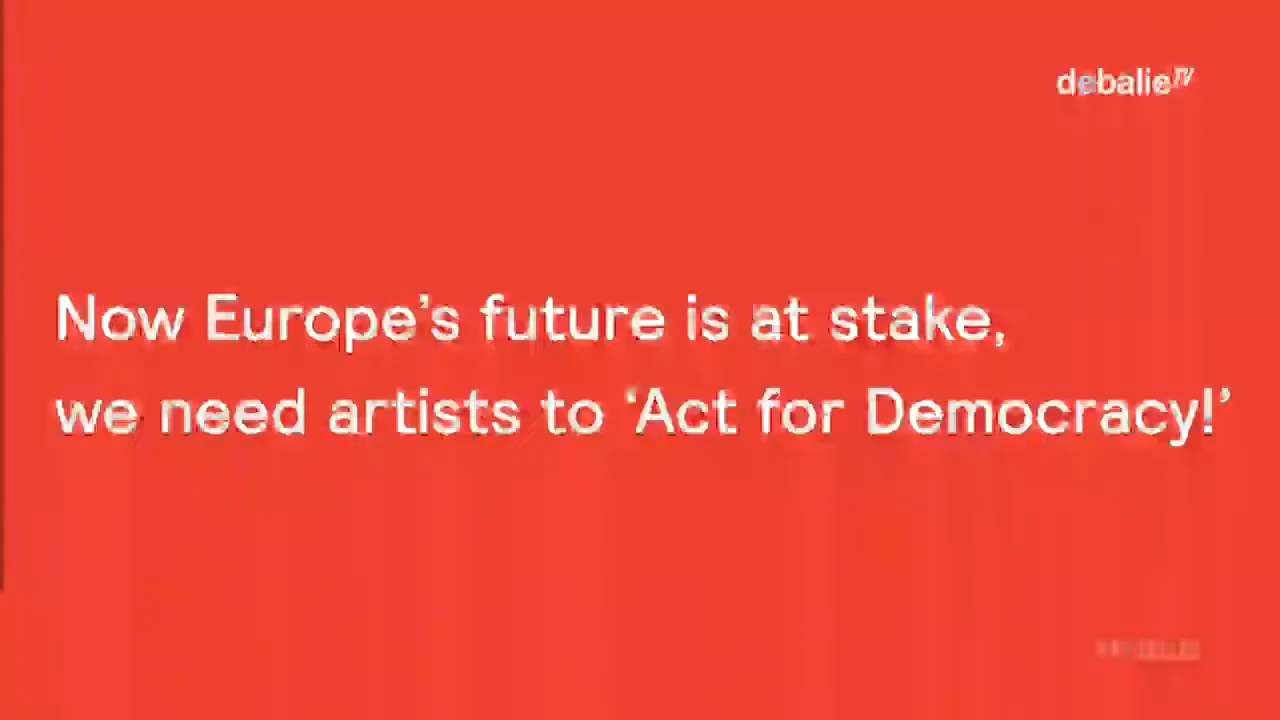 debalieTV
Now Europe's future is at stake,
we need artists to ‘Act for Democracy!’